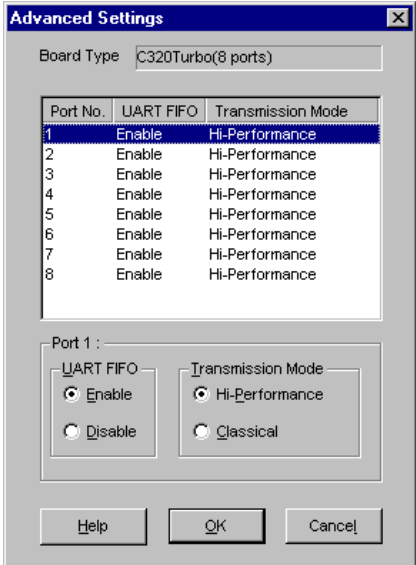 Advanced Settings
Board Type C320Turbo(8 ports)
Port No. UART FIFO Transmission Mode
1 Enable Hi-Performance
2 Enable Hi-Performance
3 Enable Hi-Performance
4 Enable Hi-Performance
5 Enable Hi-Performance
6 Enable Hi-Performance
7 Enable Hi-Performance
8 Enable Hi-Performance
Port 1 :
UART FIFO Transmission Mode
Enable Hi-Performance
Disable Classical
Help OK Cancel